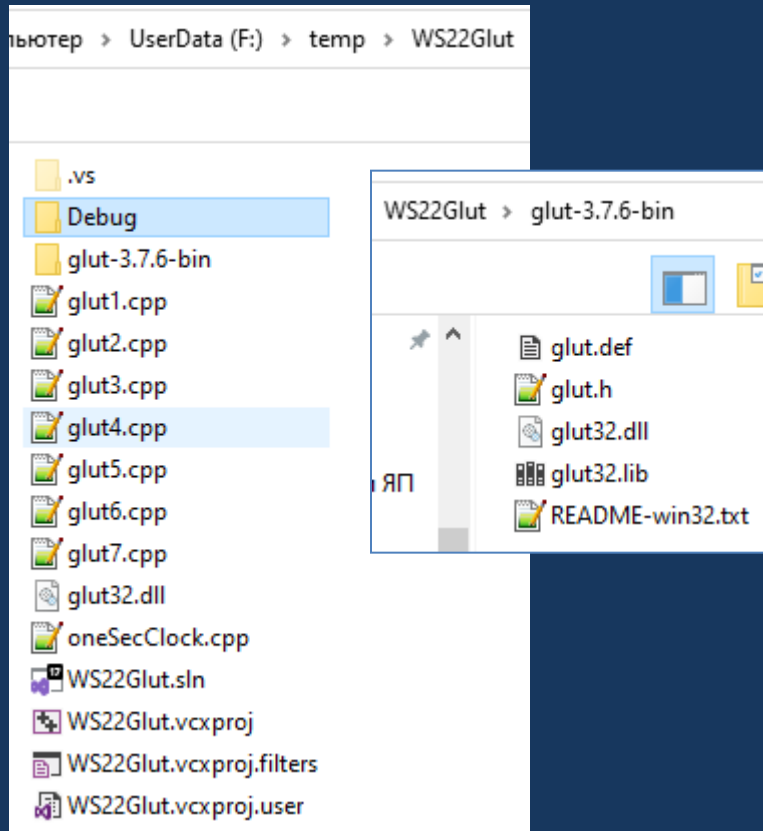 UserData (F:) > temp > WS22Glut
.vs
Debug
glut-3.7.6-bin
glut1.cpp
glut2.cpp
glut3.cpp
glut4.cpp
glut5.cpp
glut6.cpp
glut7.cpp
glut32.dll
oneSecClock.cpp
WS22Glut.sln
WS22Glut.vcxproj
WS22Glut.vcxproj.filters
WS22Glut.vcxproj.user
WS22Glut > glut-3.7.6-bin
glut.def
glut.h
glut32.dll
glut32.lib
README-win32.txt
ЯП